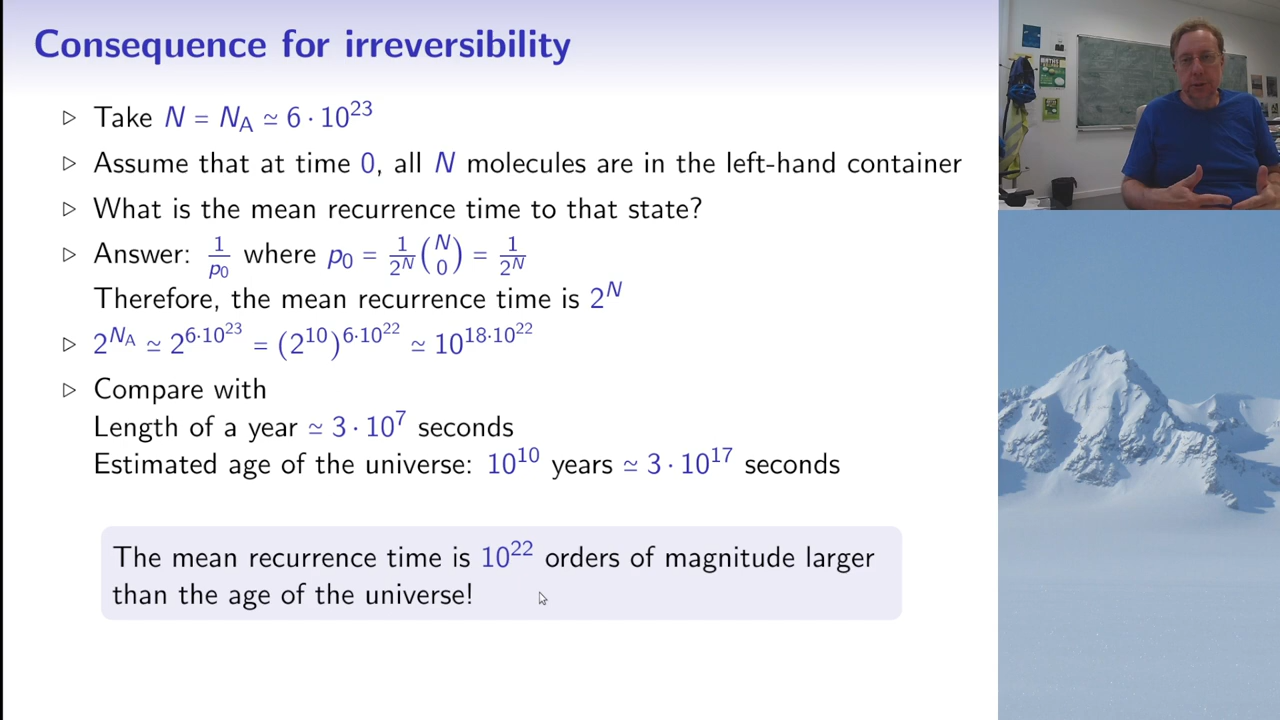 Consequence for irreversibility
▷ Take N = N_A ≃ 6 · 10^23
▷ Assume that at time 0, all N molecules are in the left-hand container
▷ What is the mean recurrence time to that state?
▷ Answer: 1/p_0 where p_0 = 1/2^N (N 0) = 1/2^N
Therefore, the mean recurrence time is 2^N
▷ 2^{N_A} ≃ 2^{6·10^23} = (2^10)^{6·10^22} ≃ 10^{18·10^22}
▷ Compare with
Length of a year ≃ 3 · 10^7 seconds
Estimated age of the universe: 10^10 years ≃ 3 · 10^17 seconds
The mean recurrence time is 10^22 orders of magnitude larger
than the age of the universe!